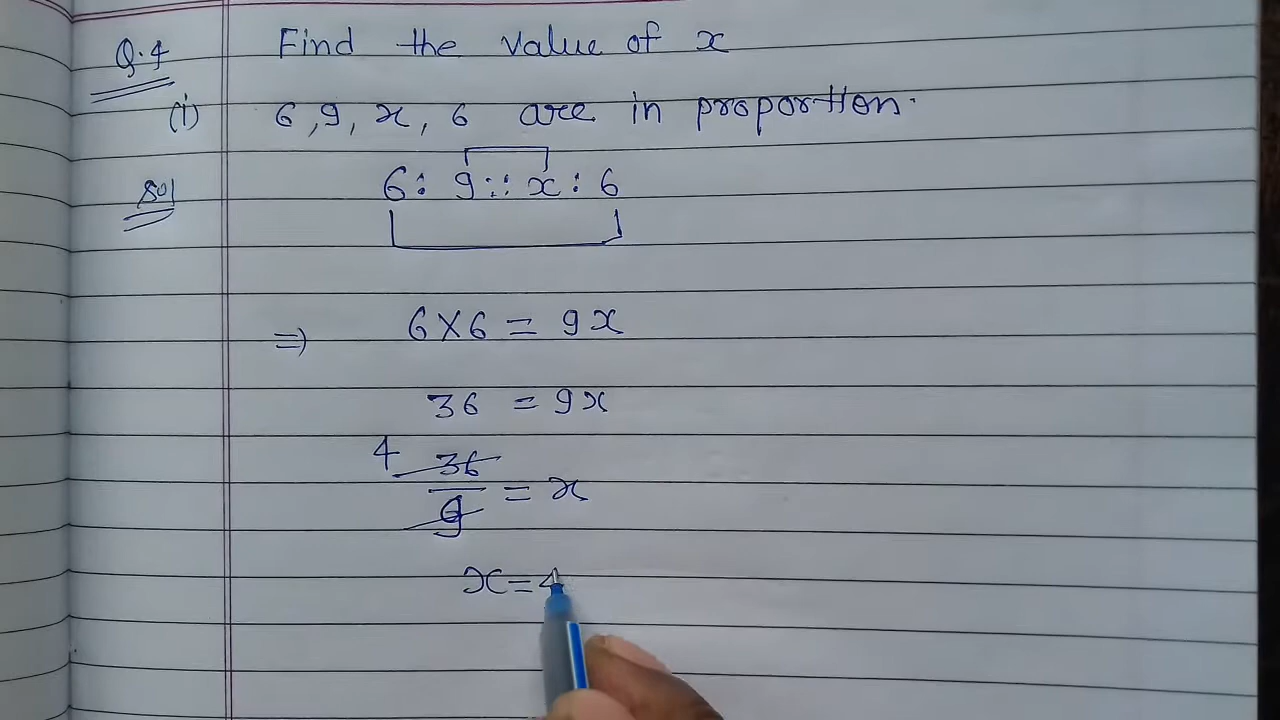 Q.4 Find the value of x
(i) 6, 9, x, 6 are in proportion.
Sol 6 : 9 :: x : 6
⇒ 6 × 6 = 9x
36 = 9x
4 36/9 = x
x = 4